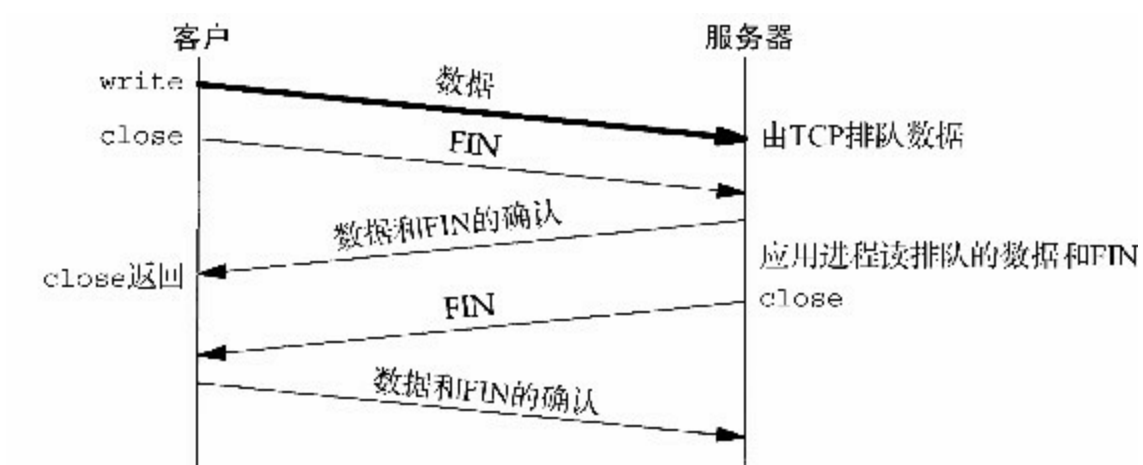 客户
服务器
write
数据
close
FIN
由TCP排队数据
数据和FIN的确认
应用进程读排队的数据和FIN
close返回
FIN
close
数据和FIN的确认